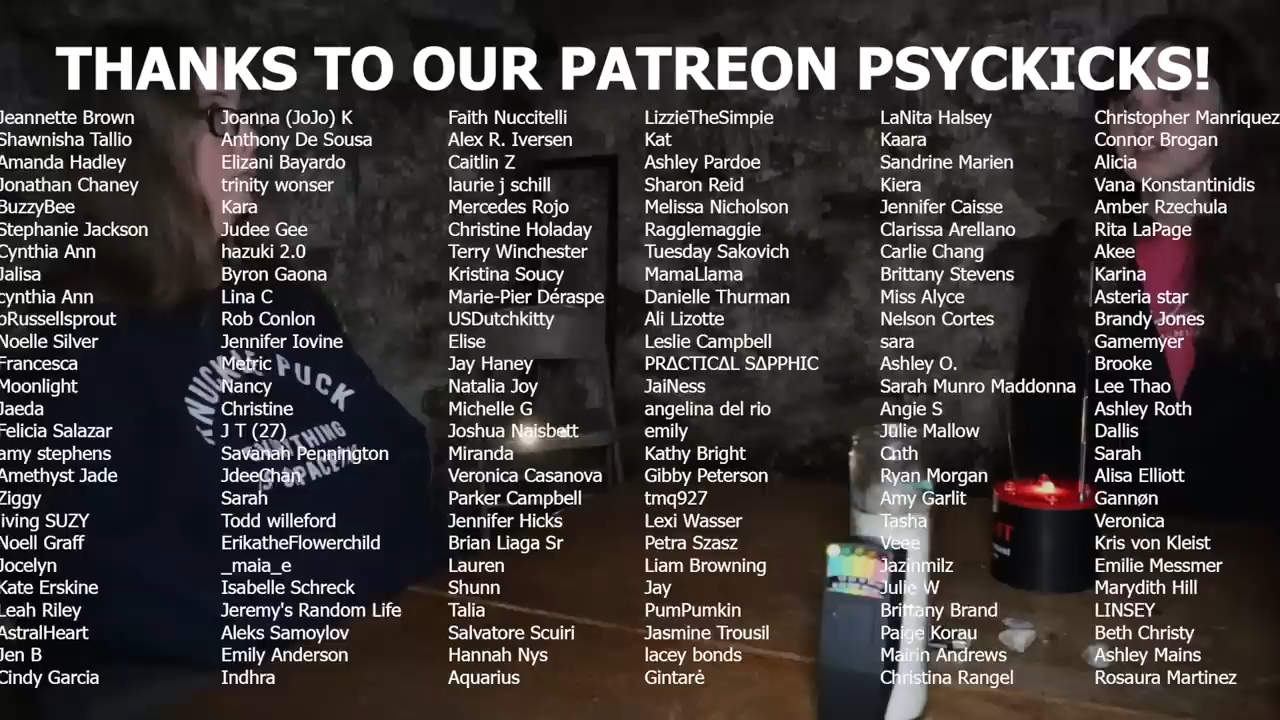 THANKS TO OUR PATREON PSYCKICKS!
Jeannette Brown
Shawnisha Tallio
Amanda Hadley
Jonathan Chaney
BuzzyBee
Stephanie Jackson
Cynthia Ann
Jalisa
cynthia Ann
bRussellsprout
Noelle Silver
Francesca
Moonlight
Jaeda
Felicia Salazar
amy stephens
Amethyst Jade
Ziggy
living SUZY
Noell Graff
Jocelyn
Kate Erskine
Leah Riley
AstralHeart
Jen B
Cindy Garcia
Joanna (JoJo) K
Anthony De Sousa
Elizani Bayardo
trinity wonser
Kara
Judee Gee
hazuki 2.0
Byron Gaona
Lina C
Rob Conlon
Jennifer Iovine
Metric
Nancy
Christine
J T (27)
Savanah Pennington
JdeeChan
Sarah
Todd willeford
ErikatheFlowerchild
_maia_e
Isabelle Schreck
Jeremy's Random Life
Aleks Samoylov
Emily Anderson
Indhra
Faith Nuccitelli
Alex R. Iversen
Caitlin Z
laurie j schill
Mercedes Rojo
Christine Holaday
Terry Winchester
Kristina Soucy
Marie-Pier Déraspe
USDutchkitty
Elise
Jay Haney
Natalia Joy
Michelle G
Joshua Naisbett
Miranda
Veronica Casanova
Parker Campbell
Jennifer Hicks
Brian Liaga Sr
Lauren
Shunn
Talia
Salvatore Scuiri
Hannah Nys
Aquarius
LizzieTheSimpie
Kat
Ashley Pardoe
Sharon Reid
Melissa Nicholson
Ragglemaggie
Tuesday Sakovich
MamaLlama
Danielle Thurman
Ali Lizotte
Leslie Campbell
PRΔCTICΔL SΔPPHIC
JaiNess
angelina del rio
emily
Kathy Bright
Gibby Peterson
tmq927
Lexi Wasser
Petra Szasz
Liam Browning
Jay
PumPumkin
Jasmine Trousil
lacey bonds
Gintarė
LaNita Halsey
Kaara
Sandrine Marien
Kiera
Jennifer Caisse
Clarissa Arellano
Carlie Chang
Brittany Stevens
Miss Alyce
Nelson Cortes
sara
Ashley O.
Sarah Munro Maddonna
Angie S
Julie Mallow
Cnth
Ryan Morgan
Amy Garlit
Tasha
Veee
Jazinmilz
Julie W
Brittany Brand
Paige Korau
Mairin Andrews
Christina Rangel
Christopher Manriquez
Connor Brogan
Alicia
Vana Konstantinidis
Amber Rzechula
Rita LaPage
Akee
Karina
Asteria star
Brandy Jones
Gamemyer
Brooke
Lee Thao
Ashley Roth
Dallis
Sarah
Alisa Elliott
Gannøn
Veronica
Kris von Kleist
Emilie Messmer
Marydith Hill
LINSEY
Beth Christy
Ashley Mains
Rosaura Martinez